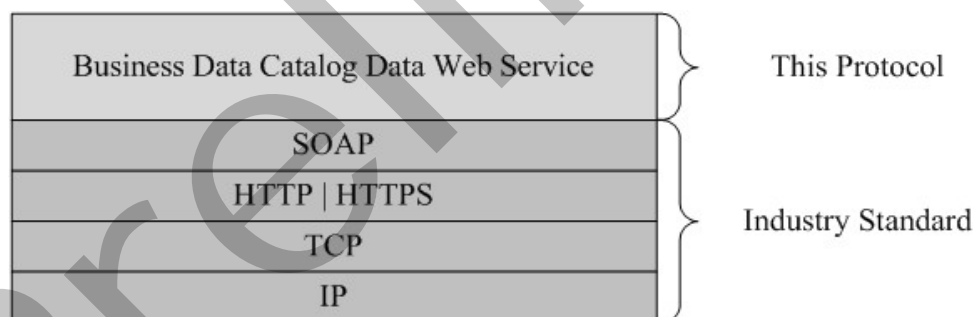 Business Data Catalog Data Web Service
This Protocol
SOAP
HTTP | HTTPS
Industry Standard
TCP
IP